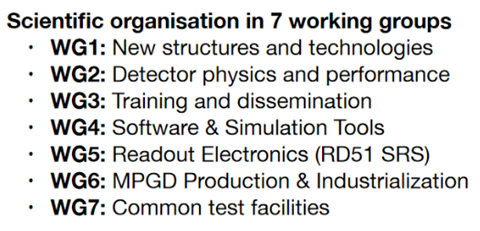 Scientific organisation in 7 working groups
• WG1: New structures and technologies
• WG2: Detector physics and performance
• WG3: Training and dissemination
• WG4: Software & Simulation Tools
• WG5: Readout Electronics (RD51 SRS)
• WG6: MPGD Production & Industrialization
• WG7: Common test facilities